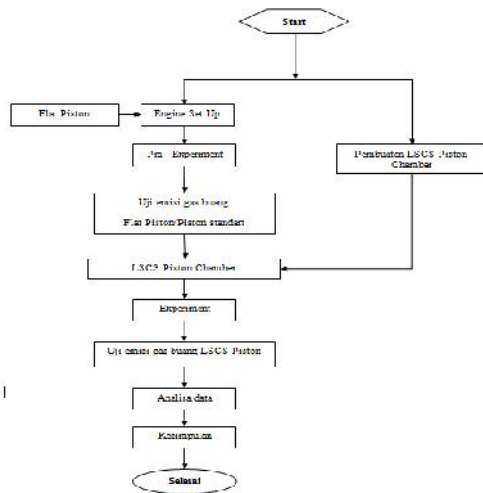 Start
Flat Piston
Engine Set Up
Pra Experiment
Pembuatan LSCS Piston
Chamber
Uji emisi gas buang
Flat Piston/Piston standart
LSCS Piston Chamber
Experiment
Uji emisi gas buang LSCS Piston
Analisa data
Kesimpulan
Selesai